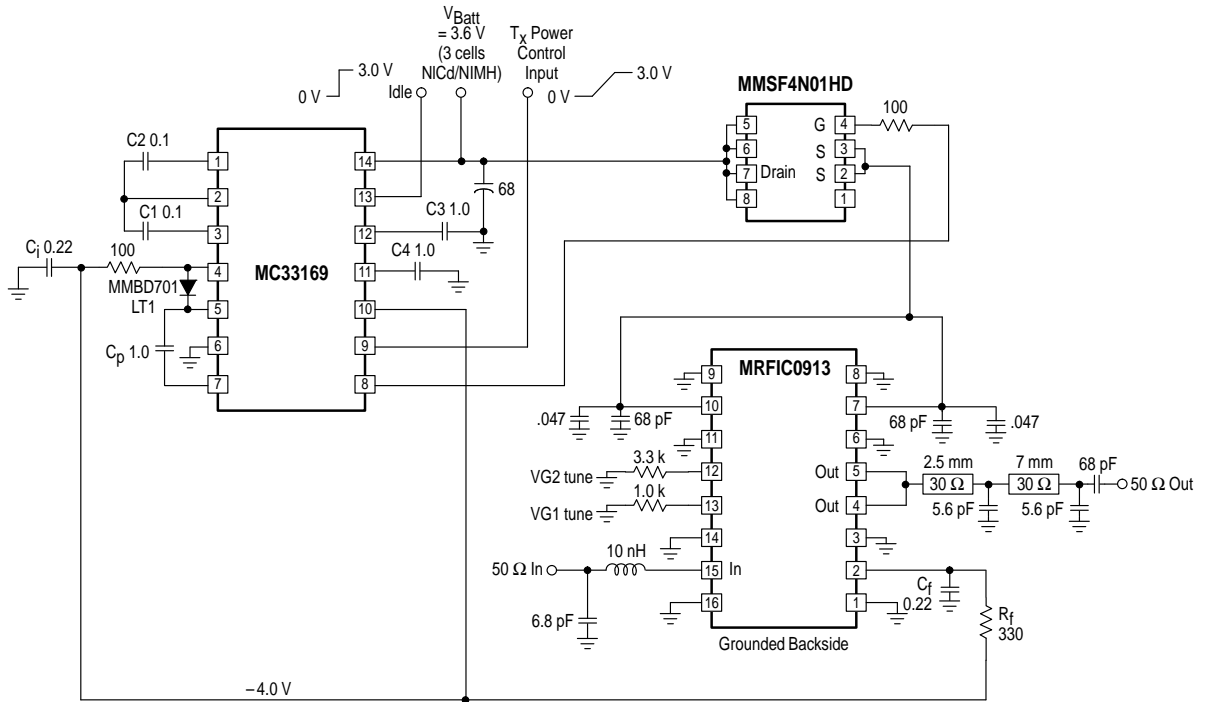 VBatt
= 3.6 V
(3 cells
NICd/NIMH)
Tx Power
Control
Input
3.0 V
0 V
Idle
0 V
3.0 V
MMSF4N01HD
5
6
7
8
Drain
G
S
S
4
3
2
1
100
C2 0.1
C1 0.1
Ci 0.22
100
MMBD701
LT1
Cp 1.0
1
2
3
4
5
6
7
MC33169
14
13
12
11
10
9
8
68
C3 1.0
C4 1.0
MRFIC0913
9
10
11
12
13
14
15
16
In
8
7
6
5
4
3
2
1
Out
Out
.047
68 pF
68 pF
.047
VG2 tune
3.3 k
VG1 tune
1.0 k
50 Ω In
10 nH
6.8 pF
2.5 mm
30 Ω
7 mm
30 Ω
68 pF
50 Ω Out
5.6 pF
5.6 pF
Cf
0.22
Rf
330
Grounded Backside
–4.0 V